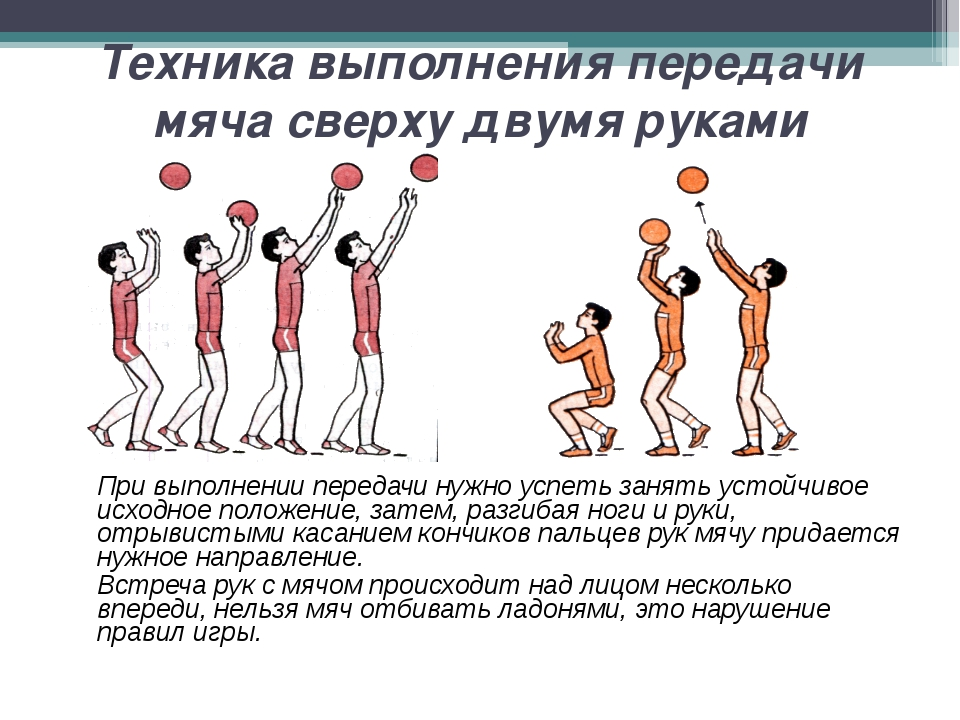 Техника выполнения передачи
мяча сверху двумя руками
При выполнении передачи нужно успеть занять устойчивое
исходное положение, затем, разгибая ноги и руки,
отрывистыми касанием кончиков пальцев рук мячу придается
нужное направление.
Встреча рук с мячом происходит над лицом несколько
впереди, нельзя мяч отбивать ладонями, это нарушение
правил игры.